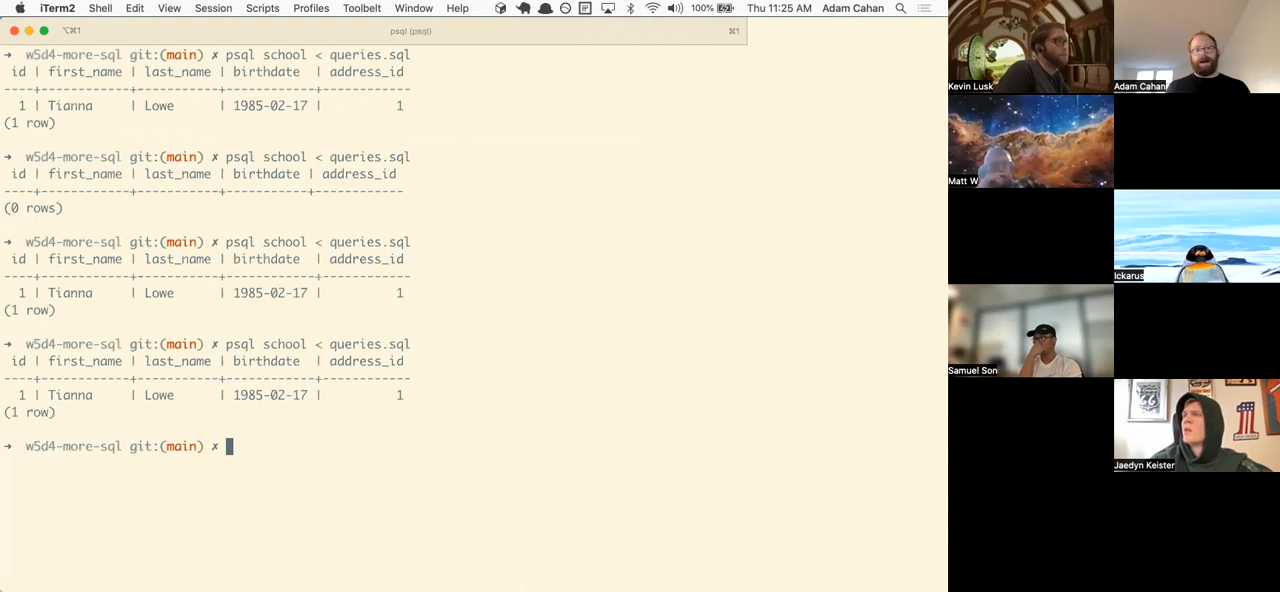 iTerm2 Shell Edit View Session Scripts Profiles Toolbelt Window Help 100% Thu 11:25 AM Adam Cahan
⌥⌘1 psql (psql) ⌘1
➜ w5d4-more-sql git:(main) ✗ psql school < queries.sql
id | first_name | last_name | birthdate | address_id
----+------------+-----------+------------+------------
1 | Tianna | Lowe | 1985-02-17 | 1
(1 row)
➜ w5d4-more-sql git:(main) ✗ psql school < queries.sql
id | first_name | last_name | birthdate | address_id
----+------------+-----------+-----------+------------
(0 rows)
➜ w5d4-more-sql git:(main) ✗ psql school < queries.sql
id | first_name | last_name | birthdate | address_id
----+------------+-----------+------------+------------
1 | Tianna | Lowe | 1985-02-17 | 1
(1 row)
➜ w5d4-more-sql git:(main) ✗ psql school < queries.sql
id | first_name | last_name | birthdate | address_id
----+------------+-----------+------------+------------
1 | Tianna | Lowe | 1985-02-17 | 1
(1 row)
➜ w5d4-more-sql git:(main) ✗
Kevin Lusk
Adam Cahan
Matt W
Ickarus
Samuel Son
66
1
Jaedyn Keister